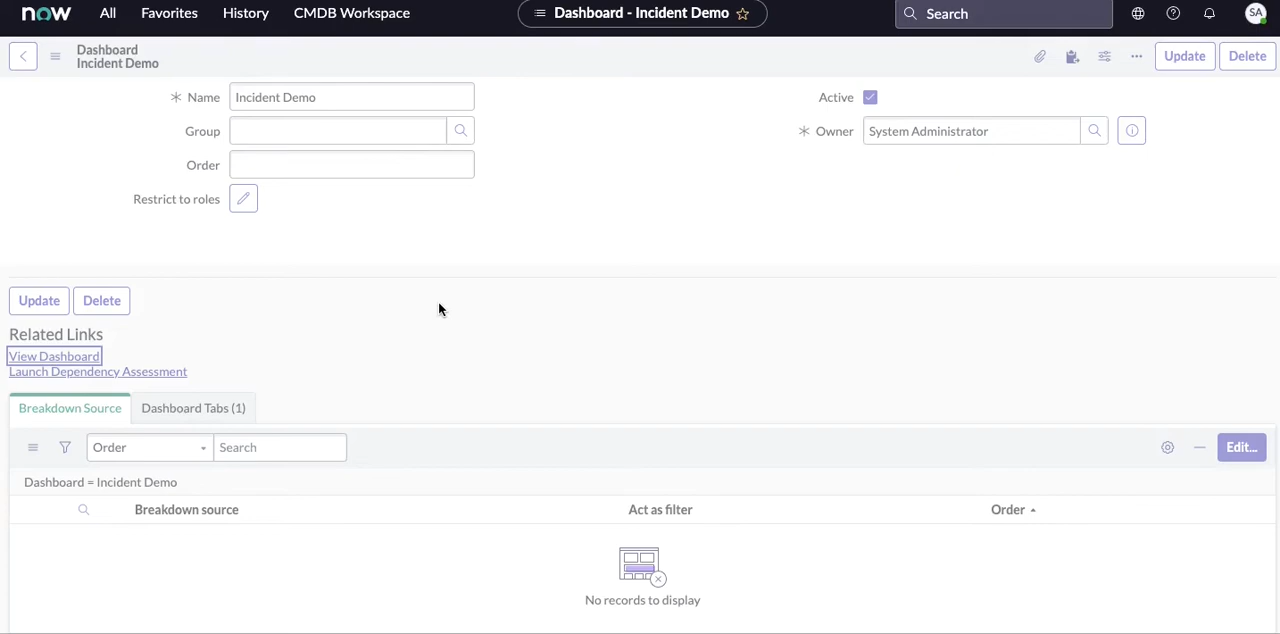 now All Favorites History CMDB Workspace Dashboard - Incident Demo Search SA
Dashboard
Incident Demo
Update Delete
Name Incident Demo Active
Group Owner System Administrator
Order
Restrict to roles
Update Delete
Related Links
View Dashboard
Launch Dependency Assessment
Breakdown Source Dashboard Tabs (1)
Order Search Edit...
Dashboard = Incident Demo
Breakdown source Act as filter Order
No records to display